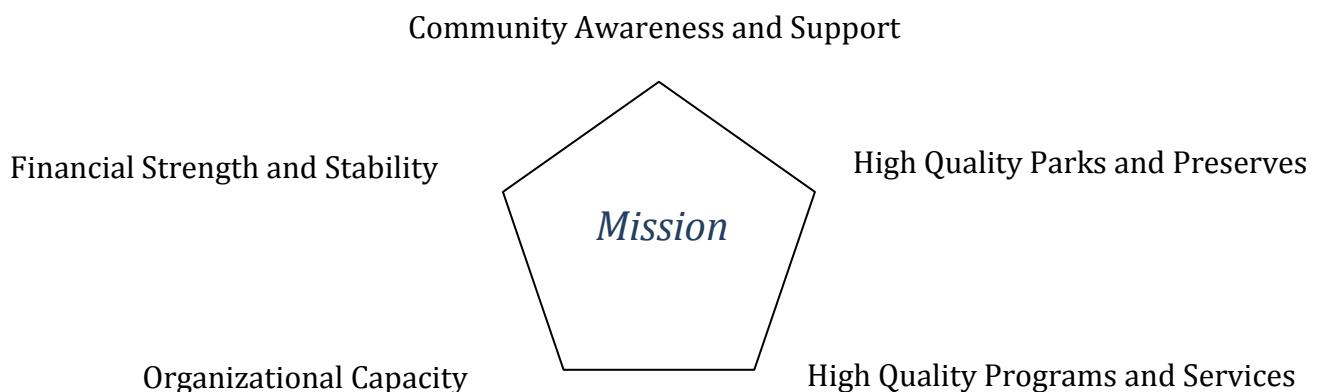 Community Awareness and Support
Financial Strength and Stability
High Quality Parks and Preserves
Mission
Organizational Capacity
High Quality Programs and Services